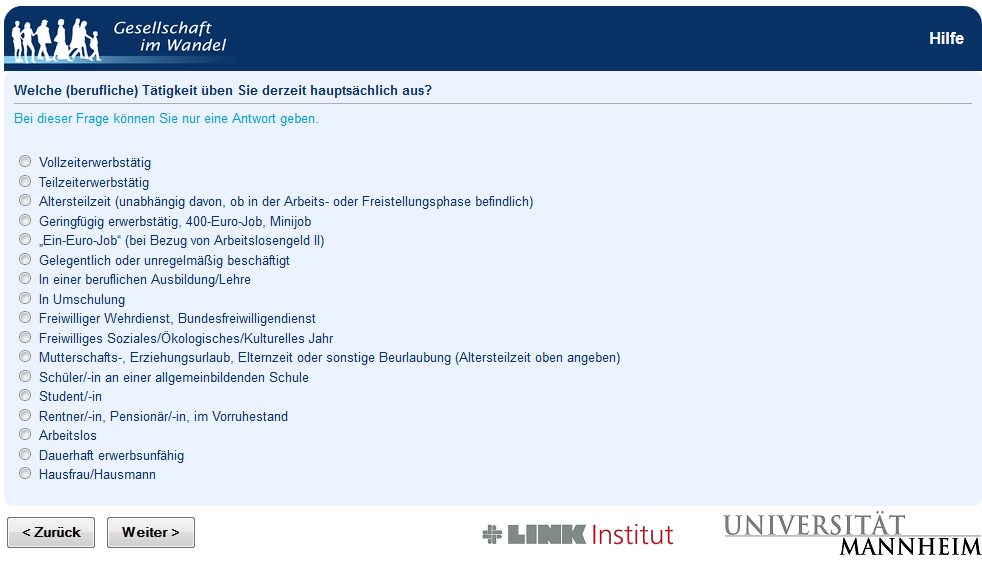 Gesellschaft
im Wandel
Hilfe
Welche (berufliche) Tätigkeit üben Sie derzeit hauptsächlich aus?
Bei dieser Frage können Sie nur eine Antwort geben.
Vollzeiterwerbstätig
Teilzeiterwerbstätig
Altersteilzeit (unabhängig davon, ob in der Arbeits- oder Freistellungsphase befindlich)
Geringfügig erwerbstätig, 400-Euro-Job, Minijob
„Ein-Euro-Job“ (bei Bezug von Arbeitslosengeld II)
Gelegentlich oder unregelmäßig beschäftigt
In einer beruflichen Ausbildung/Lehre
In Umschulung
Freiwilliger Wehrdienst, Bundesfreiwilligendienst
Freiwilliges Soziales/Ökologisches/Kulturelles Jahr
Mutterschafts-, Erziehungsurlaub, Elternzeit oder sonstige Beurlaubung (Altersteilzeit oben angeben)
Schüler/-in an einer allgemeinbildenden Schule
Student/-in
Rentner/-in, Pensionär/-in, im Vorruhestand
Arbeitslos
Dauerhaft erwerbsunfähig
Hausfrau/Hausmann
< Zurück
Weiter >
LINK Institut
UNIVERSITÄT
MANNHEIM